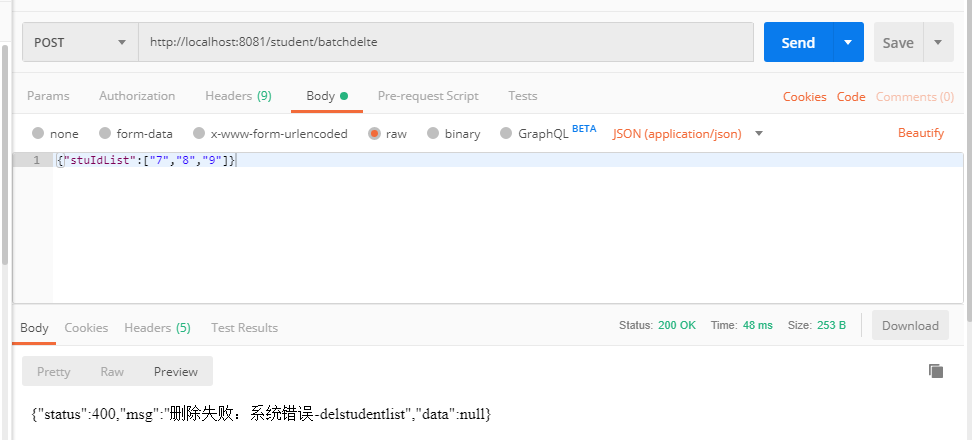 POST http://localhost:8081/student/batchdelte Send Save
Params Authorization Headers (9) Body Pre-request Script Tests Cookies Code Comments (0)
none form-data x-www-form-urlencoded raw binary GraphQL BETA JSON (application/json) Beautify
1 {"stuIdList":["7","8","9"]}
Body Cookies Headers (5) Test Results Status: 200 OK Time: 48 ms Size: 253 B Download
Pretty Raw Preview
{"status":400,"msg":"删除失败：系统错误-delstudentlist","data":null}